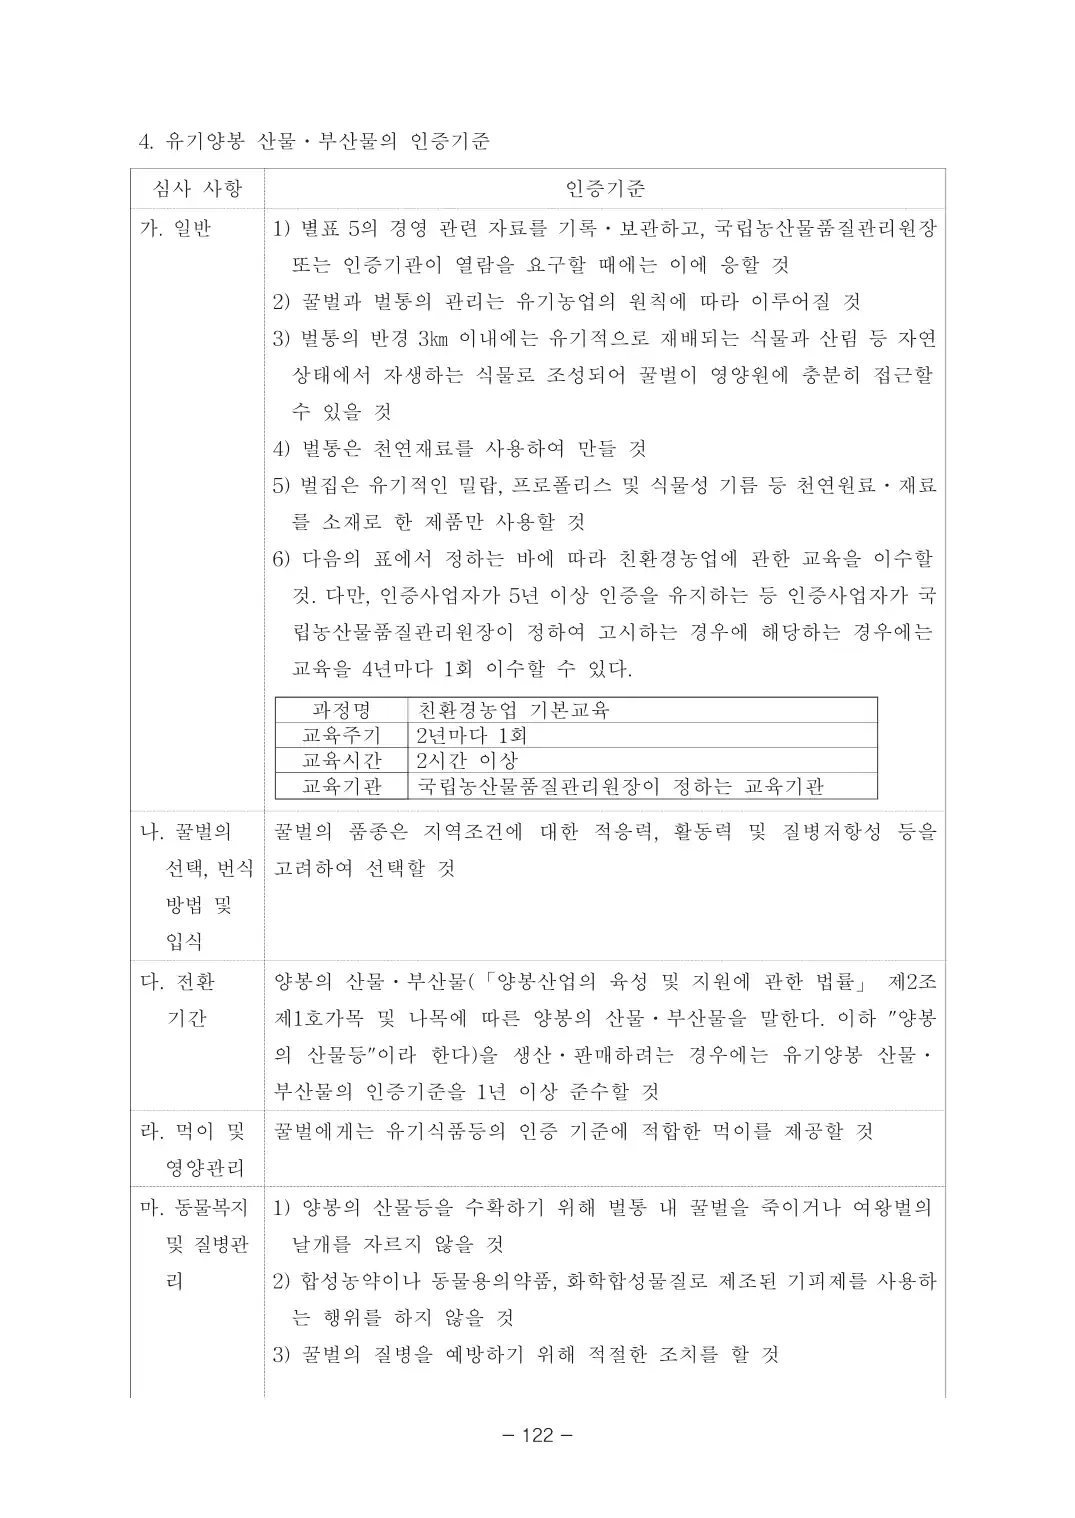 4. 유기양봉 산물・부산물의 인증기준
심사 사항
인증기준
가. 일반
1) 별표 5의 경영 관련 자료를 기록・보관하고, 국립농산물품질관리원장
또는 인증기관이 열람을 요구할 때에는 이에 응할 것
2) 꿀벌과 벌통의 관리는 유기농업의 원칙에 따라 이루어질 것
3) 벌통의 반경 3㎞ 이내에는 유기적으로 재배되는 식물과 산림 등 자연
상태에서 자생하는 식물로 조성되어 꿀벌이 영양원에 충분히 접근할
수 있을 것
4) 벌통은 천연재료를 사용하여 만들 것
5) 벌집은 유기적인 밀랍, 프로폴리스 및 식물성 기름 등 천연원료・재료
를 소재로 한 제품만 사용할 것
6) 다음의 표에서 정하는 바에 따라 친환경농업에 관한 교육을 이수할
것. 다만, 인증사업자가 5년 이상 인증을 유지하는 등 인증사업자가 국
립농산물품질관리원장이 정하여 고시하는 경우에 해당하는 경우에는
교육을 4년마다 1회 이수할 수 있다.
과정명
친환경농업 기본교육
교육주기
2년마다 1회
교육시간
2시간 이상
교육기관
국립농산물품질관리원장이 정하는 교육기관
나. 꿀벌의
선택, 번식
방법 및
입식
꿀벌의 품종은 지역조건에 대한 적응력, 활동력 및 질병저항성 등을
고려하여 선택할 것
다. 전환
기간
양봉의 산물・부산물(「양봉산업의 육성 및 지원에 관한 법률」 제2조
제1호가목 및 나목에 따른 양봉의 산물・부산물을 말한다. 이하 "양봉
의 산물등"이라 한다)을 생산・판매하려는 경우에는 유기양봉 산물・
부산물의 인증기준을 1년 이상 준수할 것
라. 먹이 및
영양관리
꿀벌에게는 유기식품등의 인증 기준에 적합한 먹이를 제공할 것
마. 동물복지
및 질병관
리
1) 양봉의 산물등을 수확하기 위해 벌통 내 꿀벌을 죽이거나 여왕벌의
날개를 자르지 않을 것
2) 합성농약이나 동물용의약품, 화학합성물질로 제조된 기피제를 사용하
는 행위를 하지 않을 것
3) 꿀벌의 질병을 예방하기 위해 적절한 조치를 할 것
- 122 -